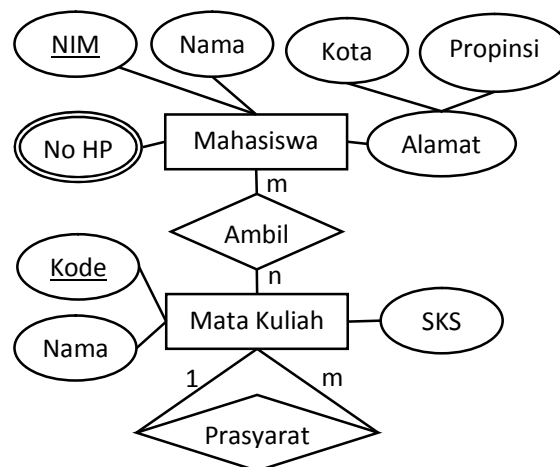 NIM
Nama
Kota
Propinsi
No HP
Mahasiswa
Alamat
m
Ambil
n
Kode
Mata Kuliah
SKS
Nama
1
m
Prasyarat